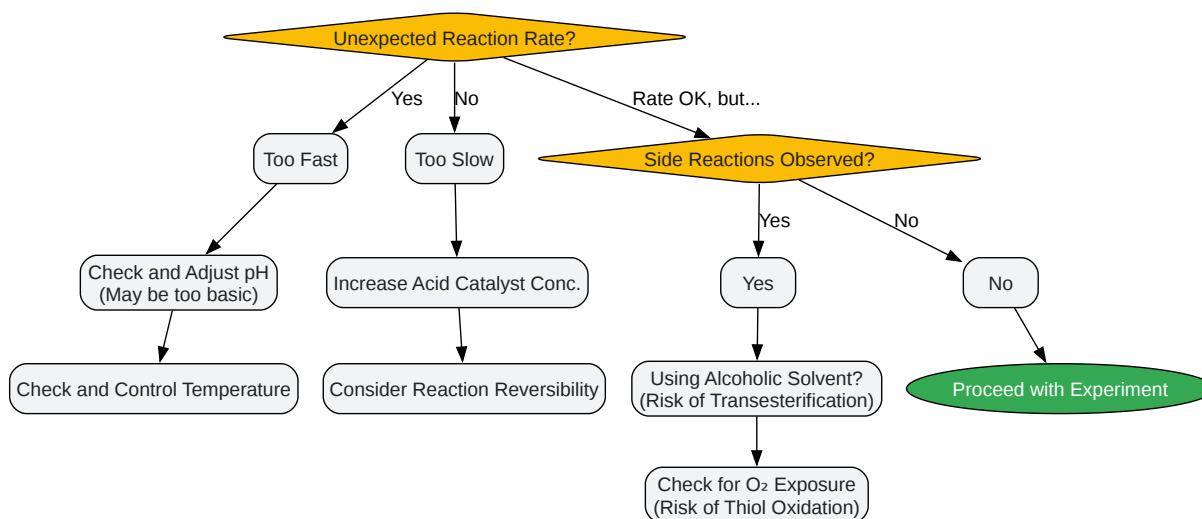 Unexpected Reaction Rate?
Yes
No
Rate OK, but...
Too Fast
Too Slow
Side Reactions Observed?
Yes
No
Check and Adjust pH
(May be too basic)
Increase Acid Catalyst Conc.
Yes
No
Check and Control Temperature
Consider Reaction Reversibility
Using Alcoholic Solvent?
(Risk of Transesterification)
Proceed with Experiment
Check for O₂ Exposure
(Risk of Thiol Oxidation)